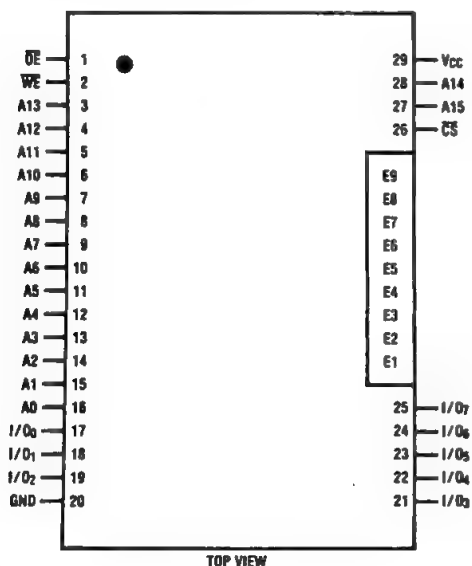 O̅E̅ 1
W̅E̅ 2
A13 3
A12 4
A11 5
A10 6
A9 7
A8 8
A7 9
A6 10
A5 11
A4 12
A3 13
A2 14
A1 15
A0 16
I/O₀ 17
I/O₁ 18
I/O₂ 19
GND 20
29 VCC
28 A14
27 A15
26 C̅S̅
E9
E8
E7
E6
E5
E4
E3
E2
E1
25 I/O₇
24 I/O₆
23 I/O₅
22 I/O₄
21 I/O₃
TOP VIEW